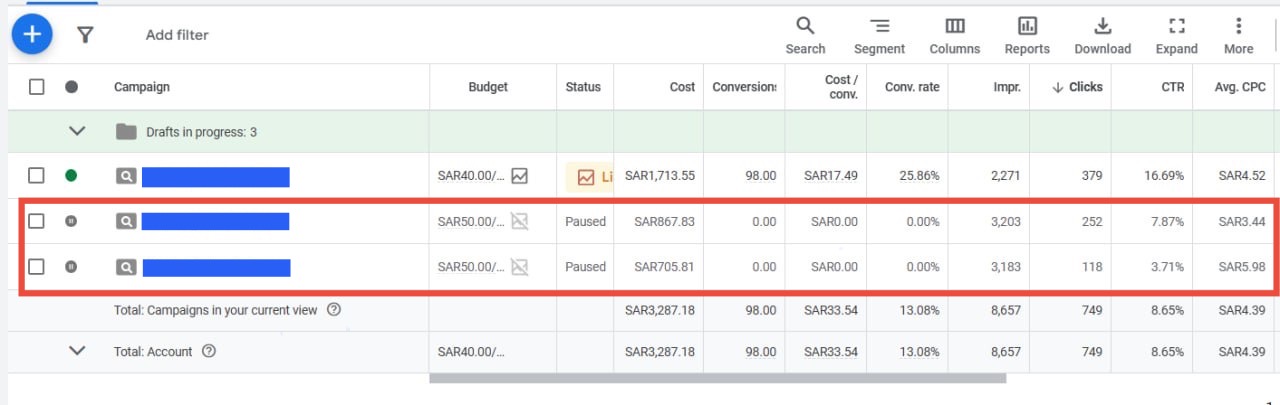 Add filter
Search Segment Columns Reports Download Expand More
Campaign Budget Status Cost Conversions Cost / conv. Conv. rate Impr. Clicks CTR Avg. CPC
Drafts in progress: 3
SAR40.00/... Li SAR1,713.55 98.00 SAR17.49 25.86% 2,271 379 16.69% SAR4.52
SAR50.00/... Paused SAR867.83 0.00 SAR0.00 0.00% 3,203 252 7.87% SAR3.44
SAR50.00/... Paused SAR705.81 0.00 SAR0.00 0.00% 3,183 118 3.71% SAR5.98
Total: Campaigns in your current view SAR3,287.18 98.00 SAR33.54 13.08% 8,657 749 8.65% SAR4.39
Total: Account SAR40.00/... SAR3,287.18 98.00 SAR33.54 13.08% 8,657 749 8.65% SAR4.39